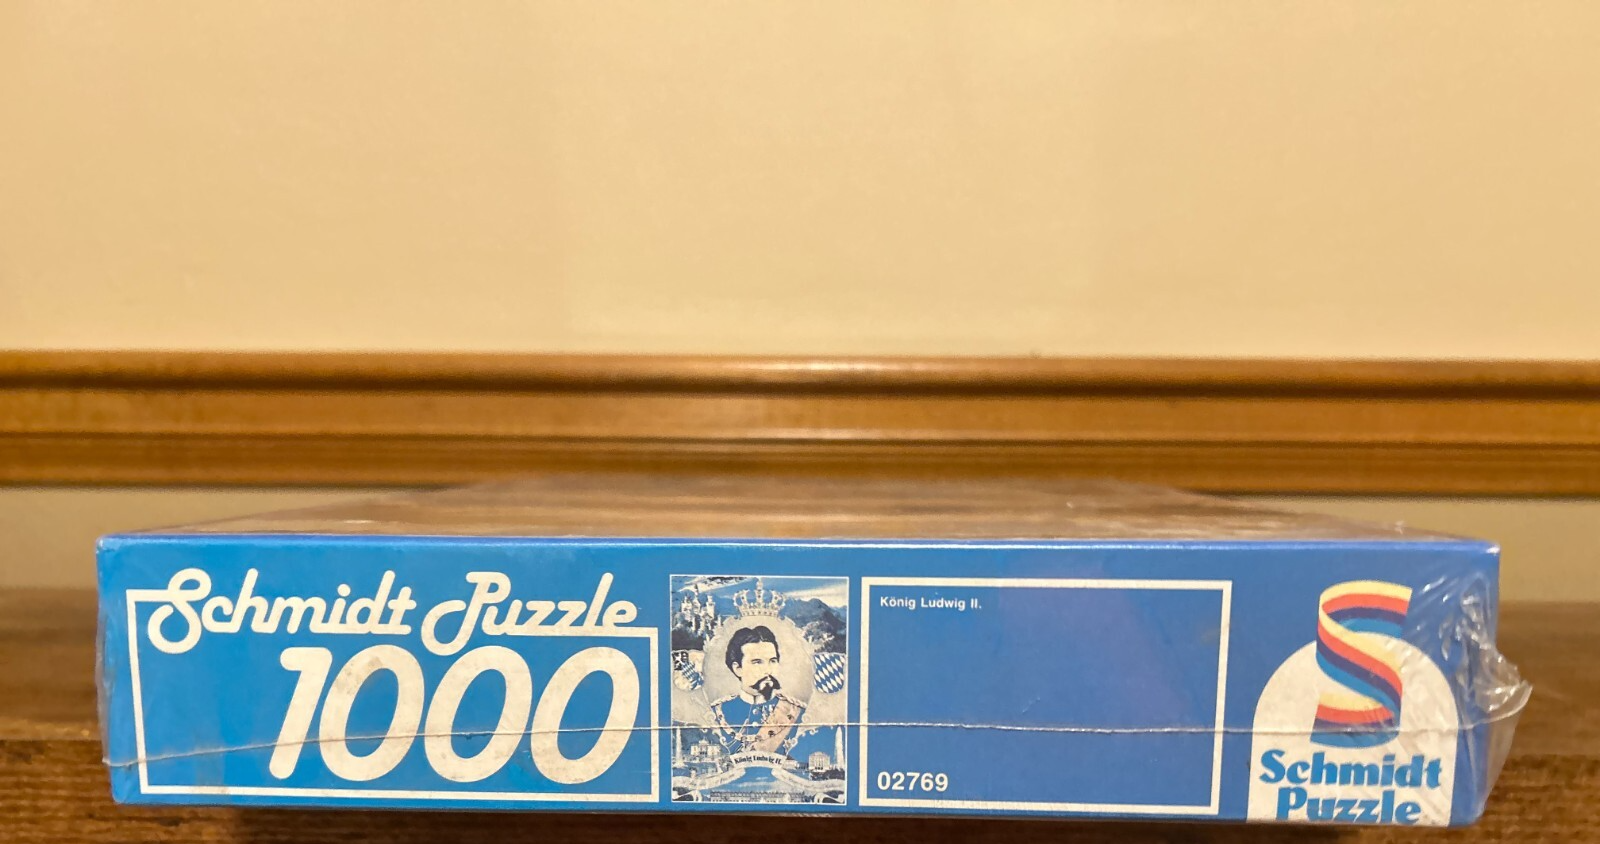 Schmidt Puzzle
1000
König Ludwig II.
König Ludwig II.
02769
Schmidt
Puzzle